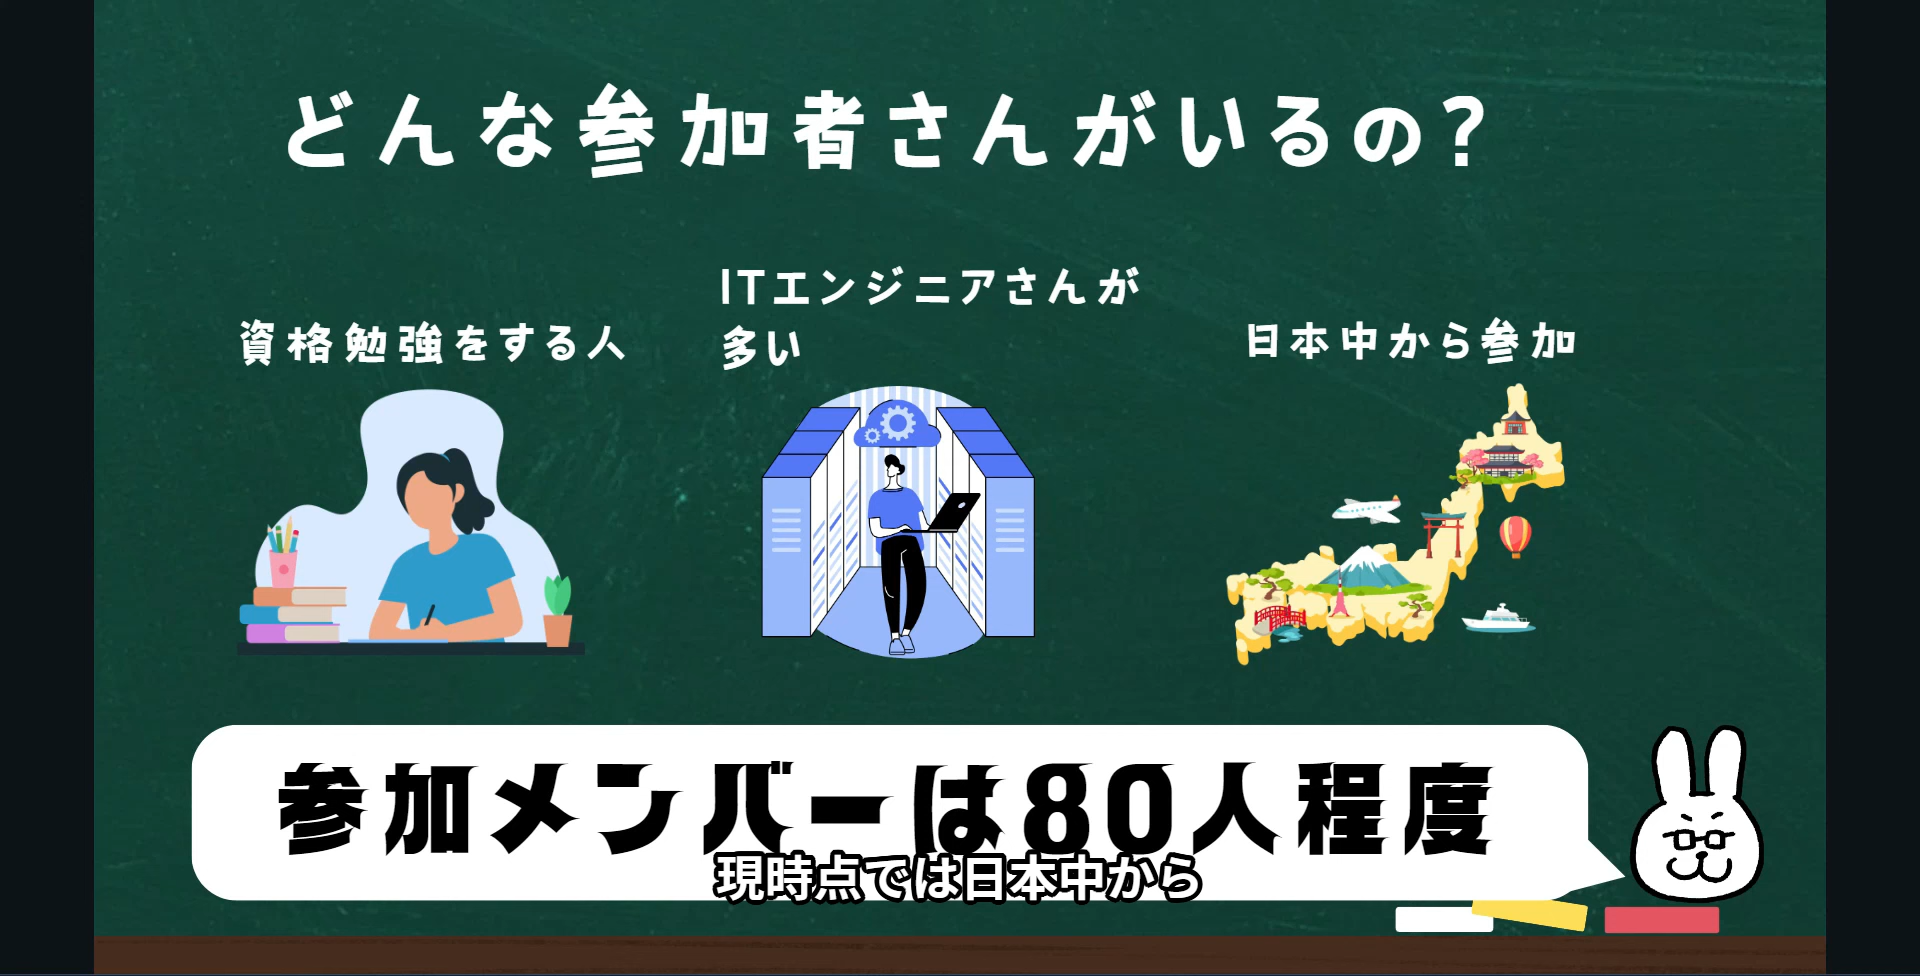 どんな参加者さんがいるの?
資格勉強をする人
ITエンジニアさんが
多い
日本中から参加
参加メンバーは80人程度
現時点では日本中から